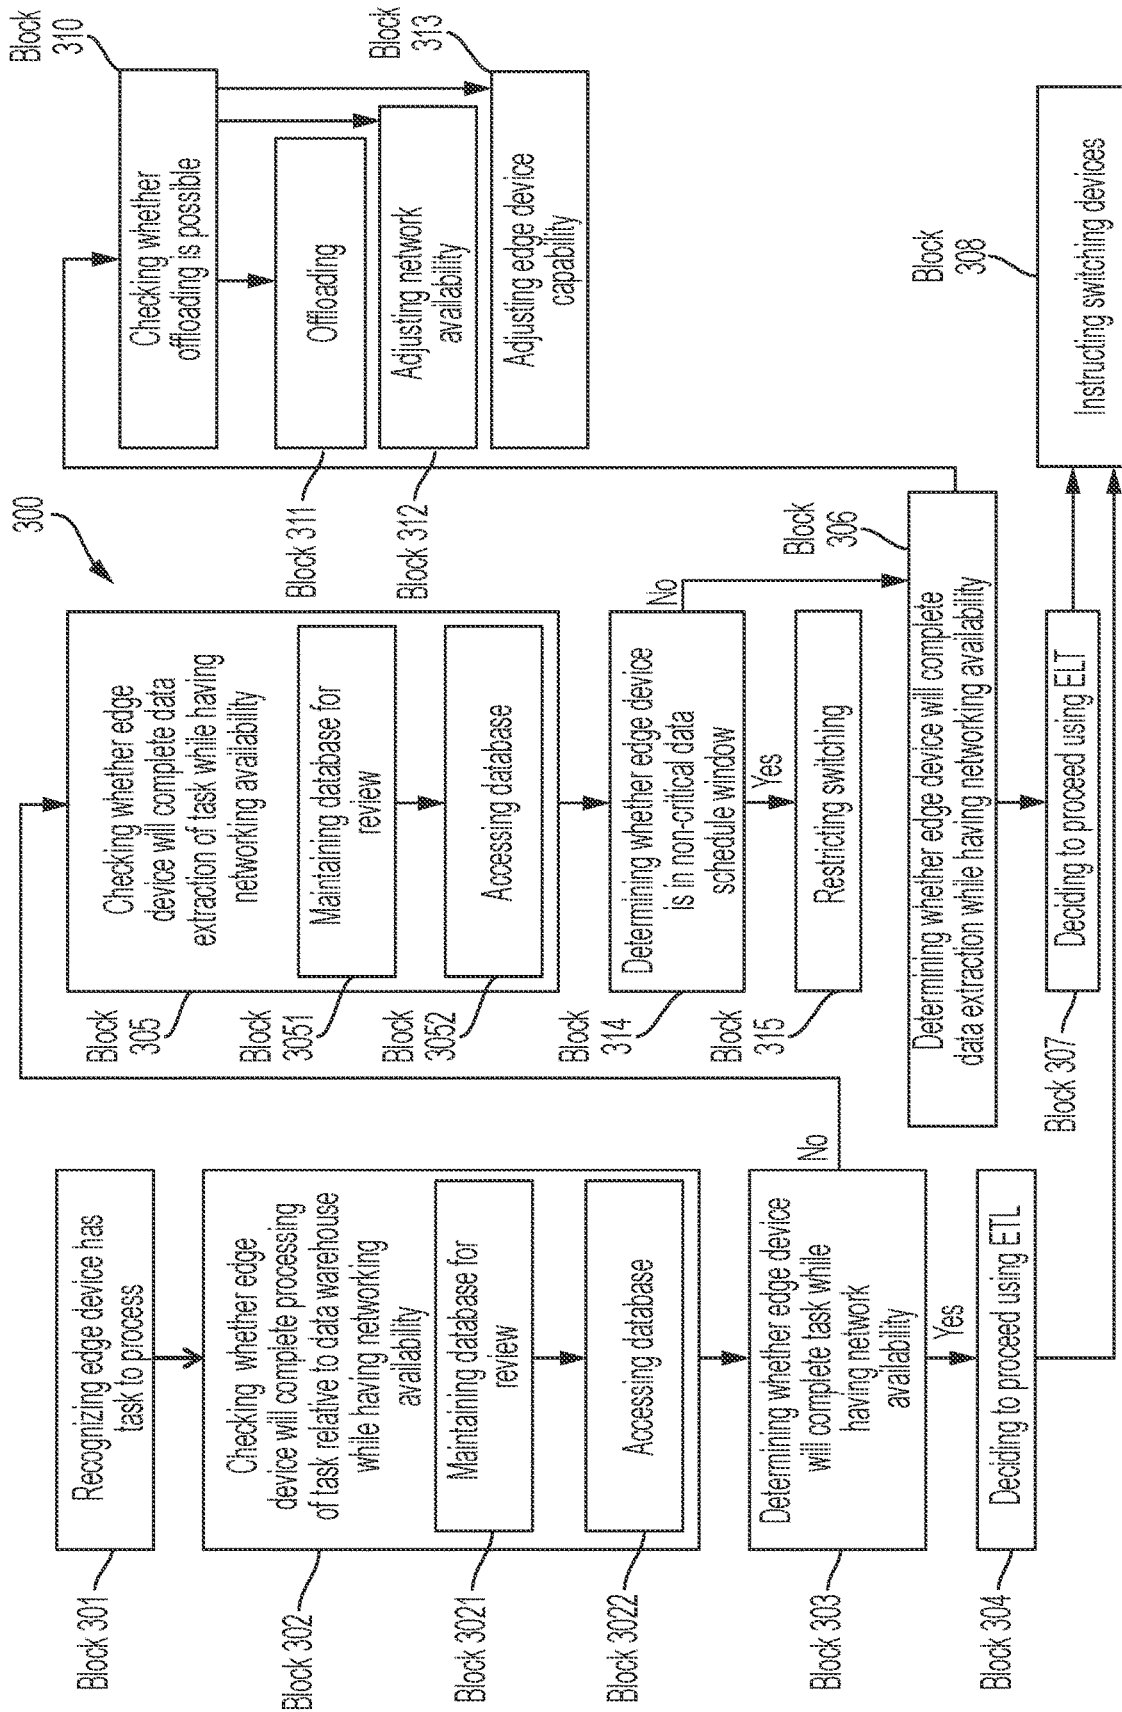 300
Block 301
Recognizing edge device has
task to process
Block 302
Checking whether edge
device will complete processing
of task relative to data warehouse
while having networking
availability
Block 3021
Maintaining database for
review
Block 3022
Accessing database
Block 303
Determining whether edge device
will complete task while
having network
availability
No
Yes
Block 304
Deciding to proceed using ETL
Block
305
Checking whether edge
device will complete data
extraction of task while having
networking availability
Block
3051
Maintaining database for
review
Block
3052
Accessing database
Block
314
Determining whether edge device
is in non-critical data
schedule window
No
Yes
Block
315
Restricting switching
Block
306
Determining whether edge device will complete
data extraction while having networking availability
Block 307
Deciding to proceed using ELT
Block
310
Checking whether
offloading is possible
Block 311
Offloading
Block 312
Adjusting network
availability
Block
313
Adjusting edge device
capability
Block
308
Instructing switching devices